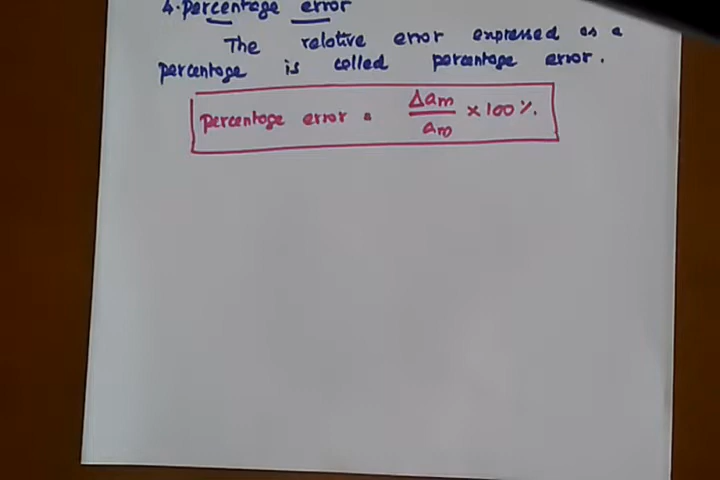 4. Percentage error
The relative error expressed as a
percentage is called percentage error.
percentage error = Δam/am × 100%.